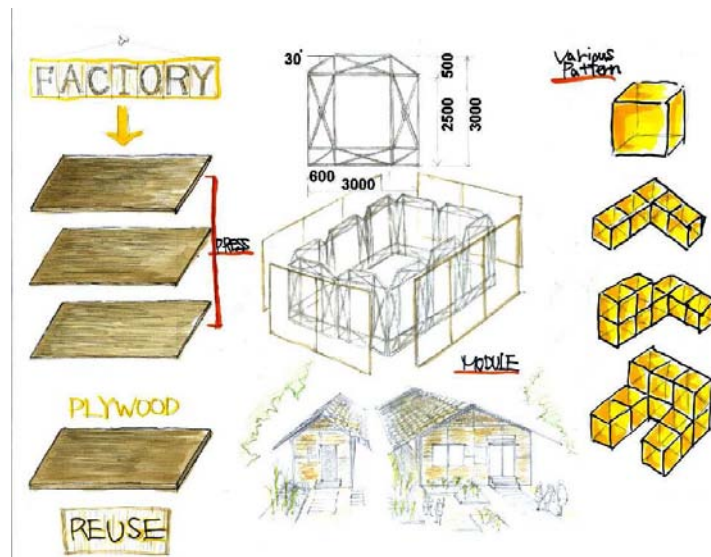 FACTORY
PRESS
PLYWOOD
REUSE
30°
500
2500
3000
600
3000
MODULE
Various
Pattern